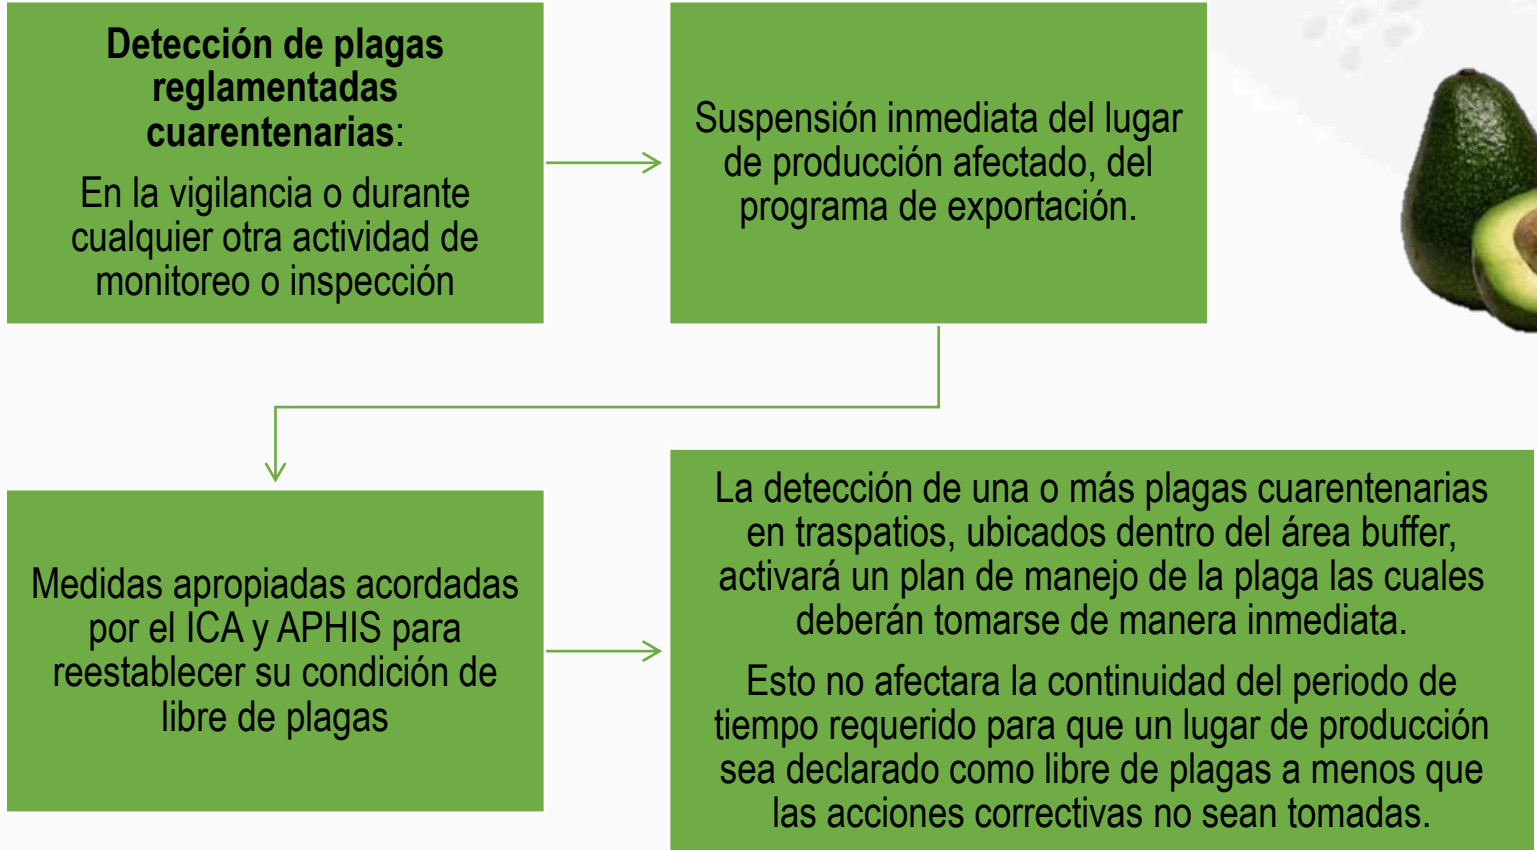 Detección de plagas
reglamentadas
cuarentenarias:
En la vigilancia o durante
cualquier otra actividad de
monitoreo o inspección
Suspensión inmediata del lugar
de producción afectado, del
programa de exportación.
Medidas apropiadas acordadas
por el ICA y APHIS para
reestablecer su condición de
libre de plagas
La detección de una o más plagas cuarentenarias
en traspatios, ubicados dentro del área buffer,
activará un plan de manejo de la plaga las cuales
deberán tomarse de manera inmediata.
Esto no afectara la continuidad del periodo de
tiempo requerido para que un lugar de producción
sea declarado como libre de plagas a menos que
las acciones correctivas no sean tomadas.